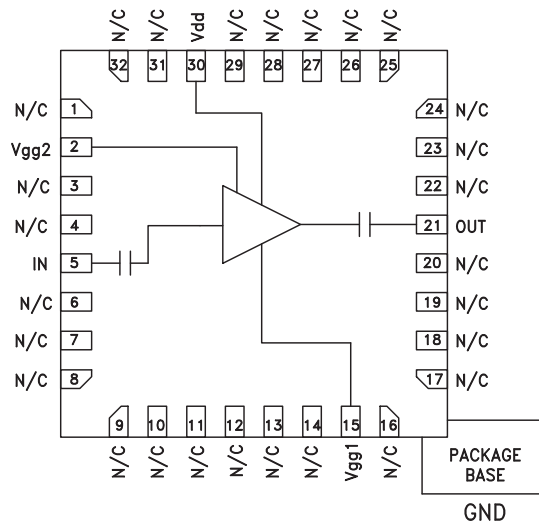 N/C N/C Vdd N/C N/C N/C N/C N/C
32 31 30 29 28 27 26 25
N/C 1
Vgg2 2
N/C 3
N/C 4
IN 5
N/C 6
N/C 7
N/C 8
24 N/C
23 N/C
22 N/C
21 OUT
20 N/C
19 N/C
18 N/C
17 N/C
9 10 11 12 13 14 15 16
N/C N/C N/C N/C N/C N/C Vgg1 N/C
PACKAGE
BASE
GND